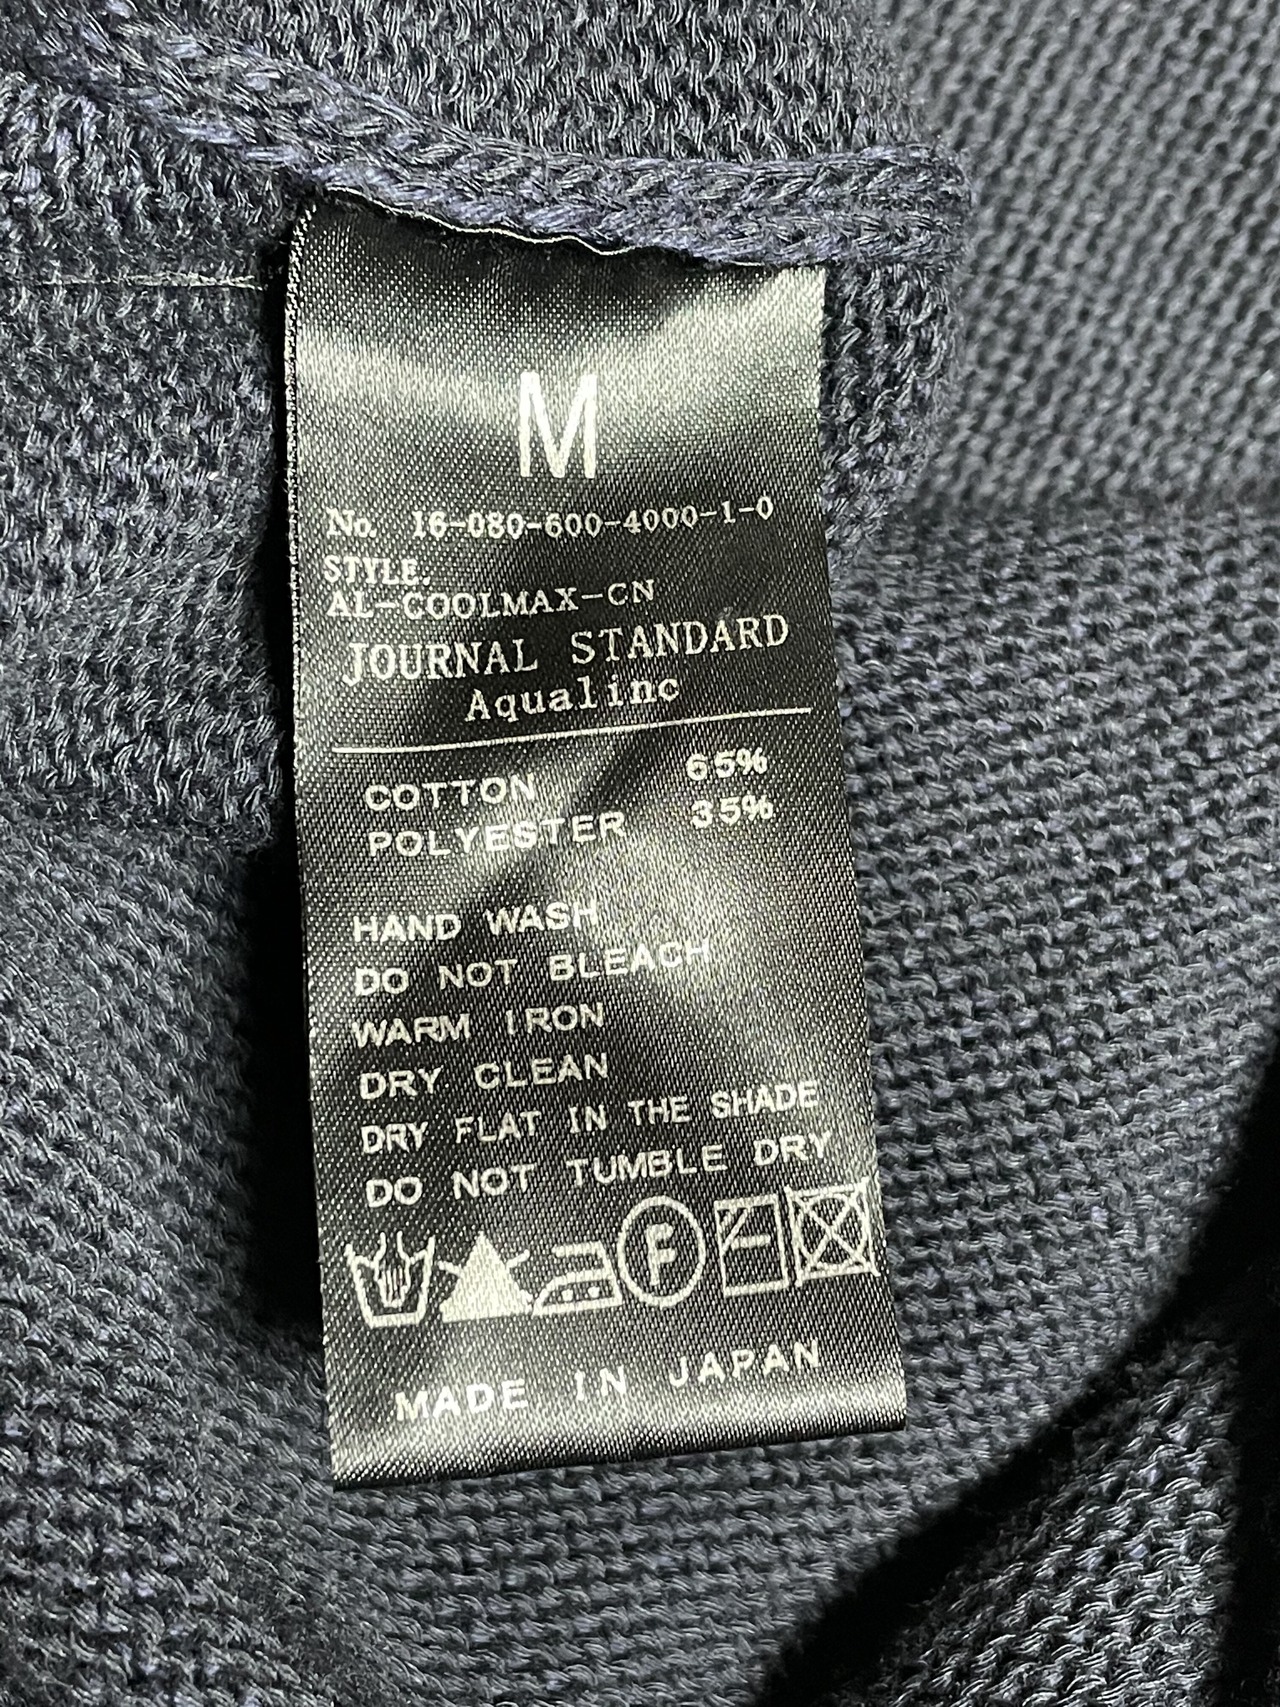 M
No. 16-080-600-4000-1-0
STYLE.
AL-COOLMAX-CN
JOURNAL STANDARD
Aqualinc
COTTON 65%
POLYESTER 35%
HAND WASH
DO NOT BLEACH
WARM IRON
DRY CLEAN
DRY FLAT IN THE SHADE
DO NOT TUMBLE DRY
F
MADE IN JAPAN